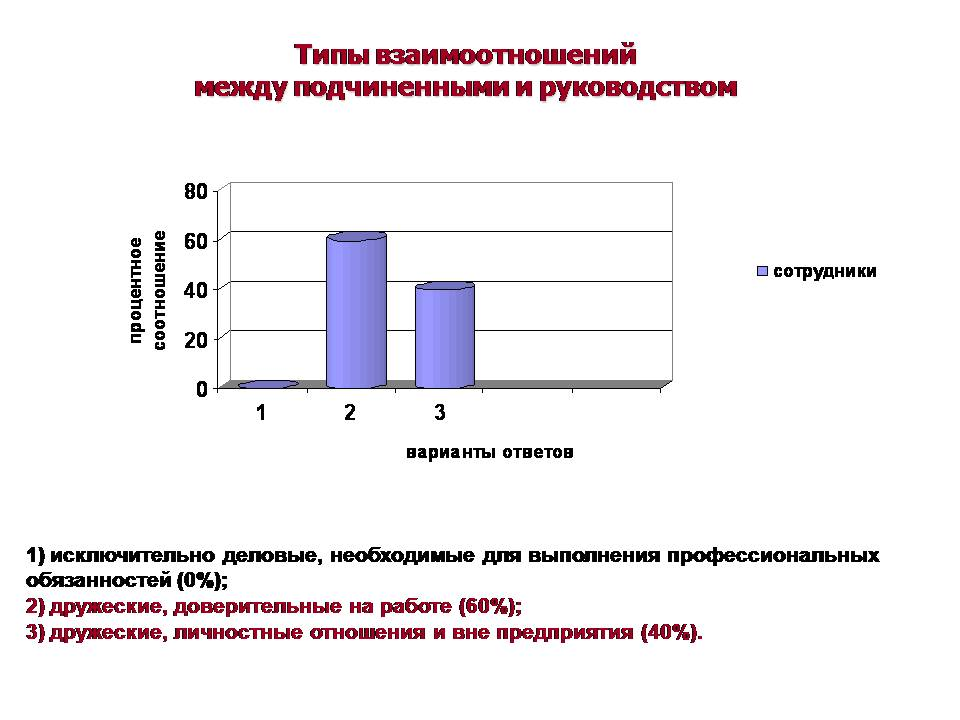 Типы взаимоотношений
между подчиненными и руководством
80
60
40
20
0
процентное
соотношение
1 2 3
варианты ответов
сотрудники
1) исключительно деловые, необходимые для выполнения профессиональных
обязанностей (0%);
2) дружеские, доверительные на работе (60%);
3) дружеские, личностные отношения и вне предприятия (40%).